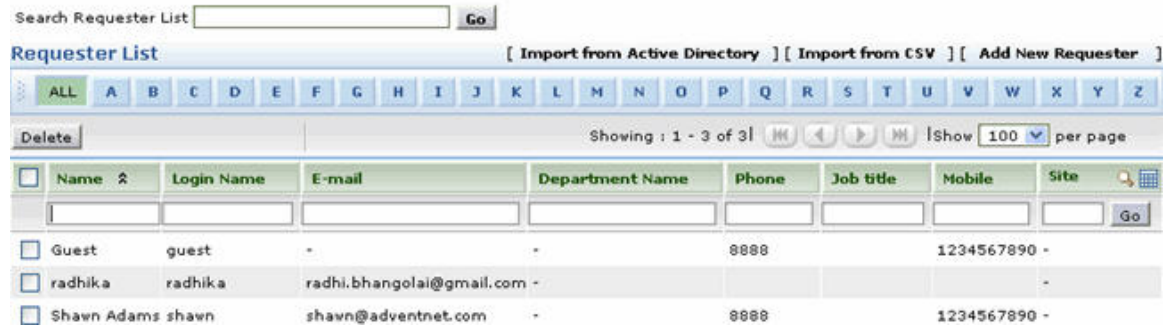 Search Requester List Go
Requester List [ Import from Active Directory ] [ Import from CSV ] [ Add New Requester ]
ALL A B C D E F G H I J K L M N O P Q R S T U V W X Y Z
Delete Showing : 1 - 3 of 3 Show 100 per page
Name Login Name E-mail Department Name Phone Job title Mobile Site
Go
Guest guest - - 8888 1234567890 -
radhika radhika radhi.bhangolai@gmail.com - -
Shawn Adams shawn shawn@adventnet.com - 8888 1234567890 -